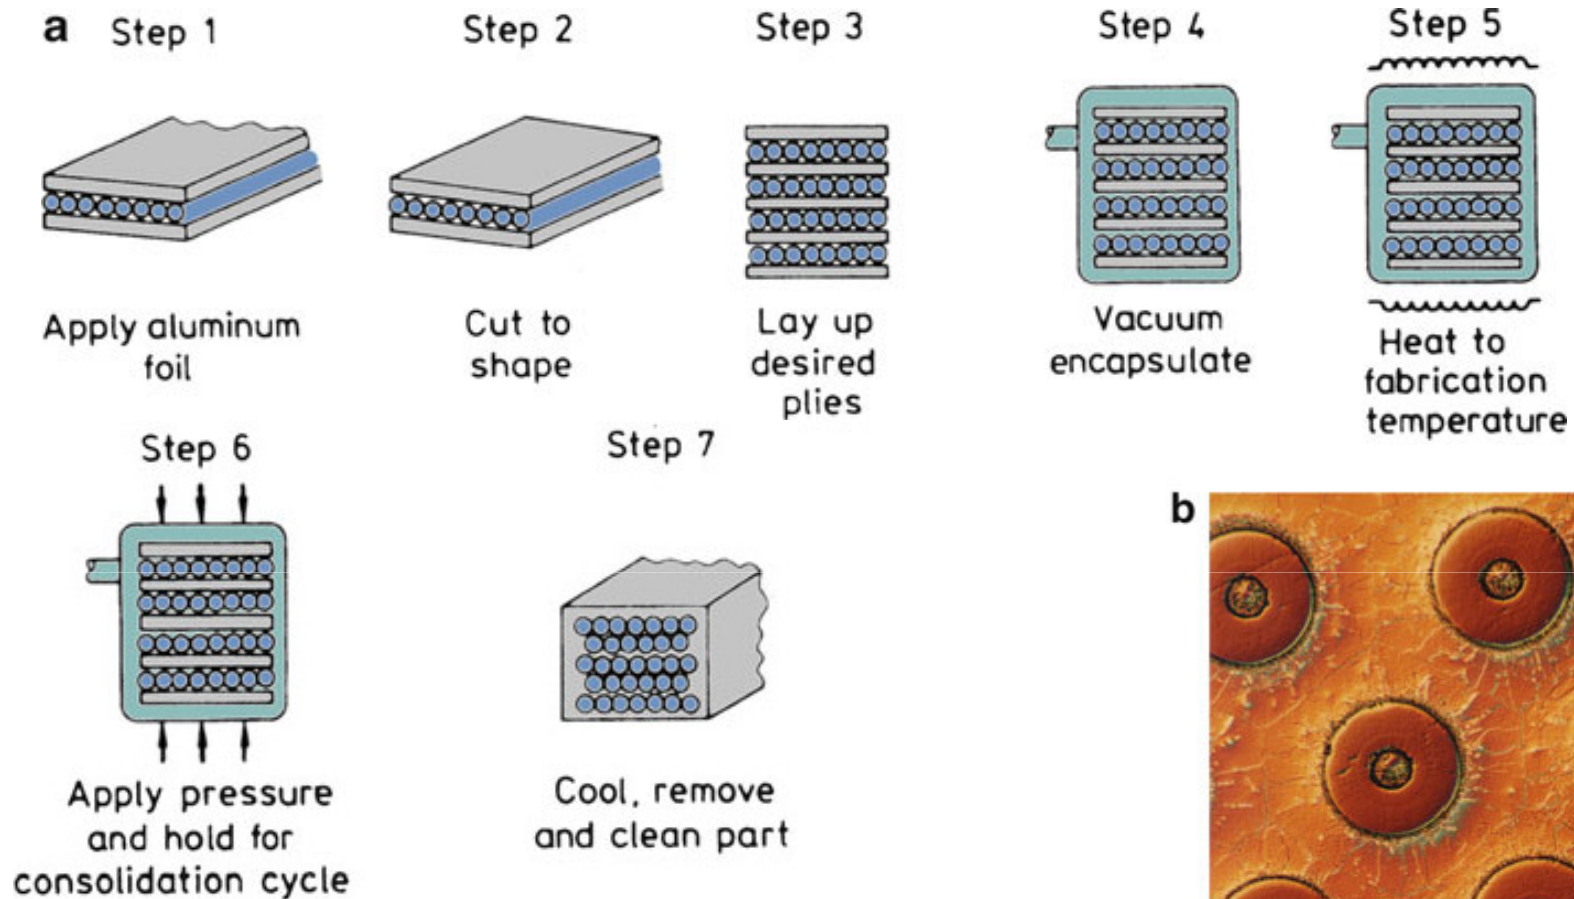 a
Step 1
Step 2
Step 3
Step 4
Step 5
Apply aluminum
foil
Cut to
shape
Lay up
desired
plies
Vacuum
encapsulate
Heat to
fabrication
temperature
Step 6
Step 7
b
Apply pressure
and hold for
consolidation cycle
Cool, remove
and clean part